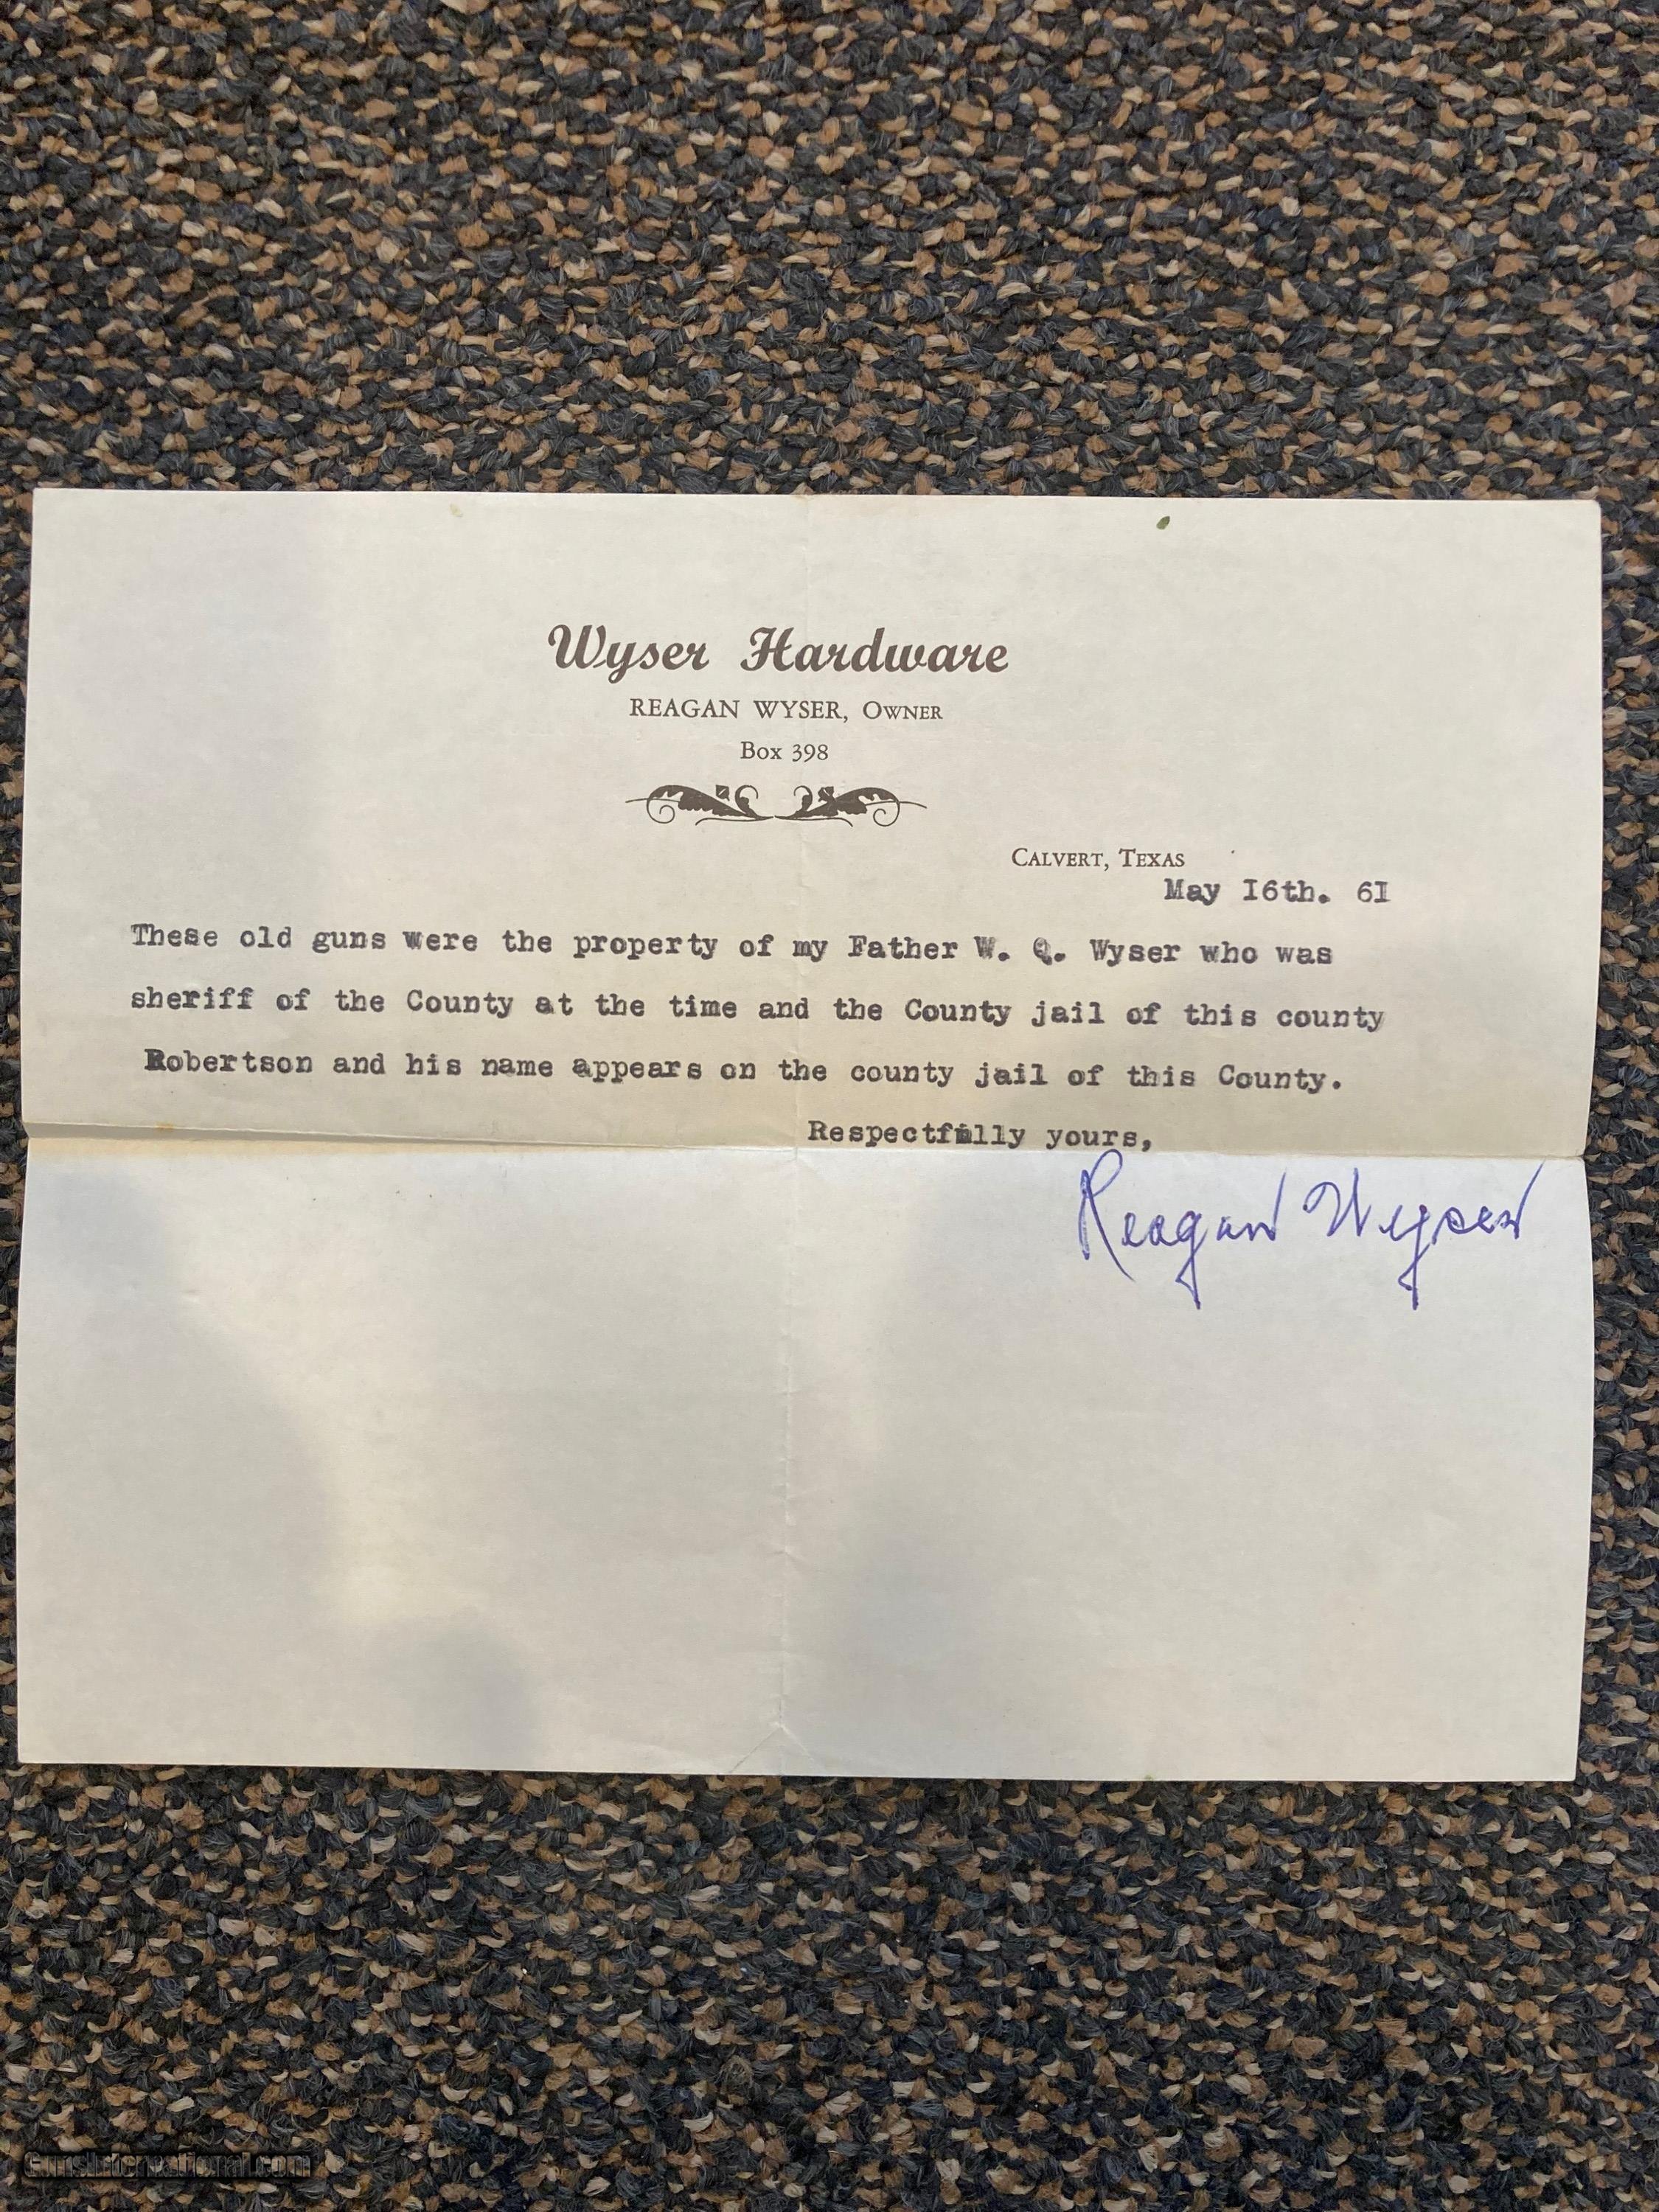 Wyser Hardware
REAGAN WYSER, OWNER
Box 398
CALVERT, TEXAS
May I6th. 6I
These old guns were the property of my Father W. Q. Wyser who was
sheriff of the County at the time and the County jail of this county
Robertson and his name appears on the county jail of this County.
Respectfully yours,
Reagan Wyser
GunsInternational.com